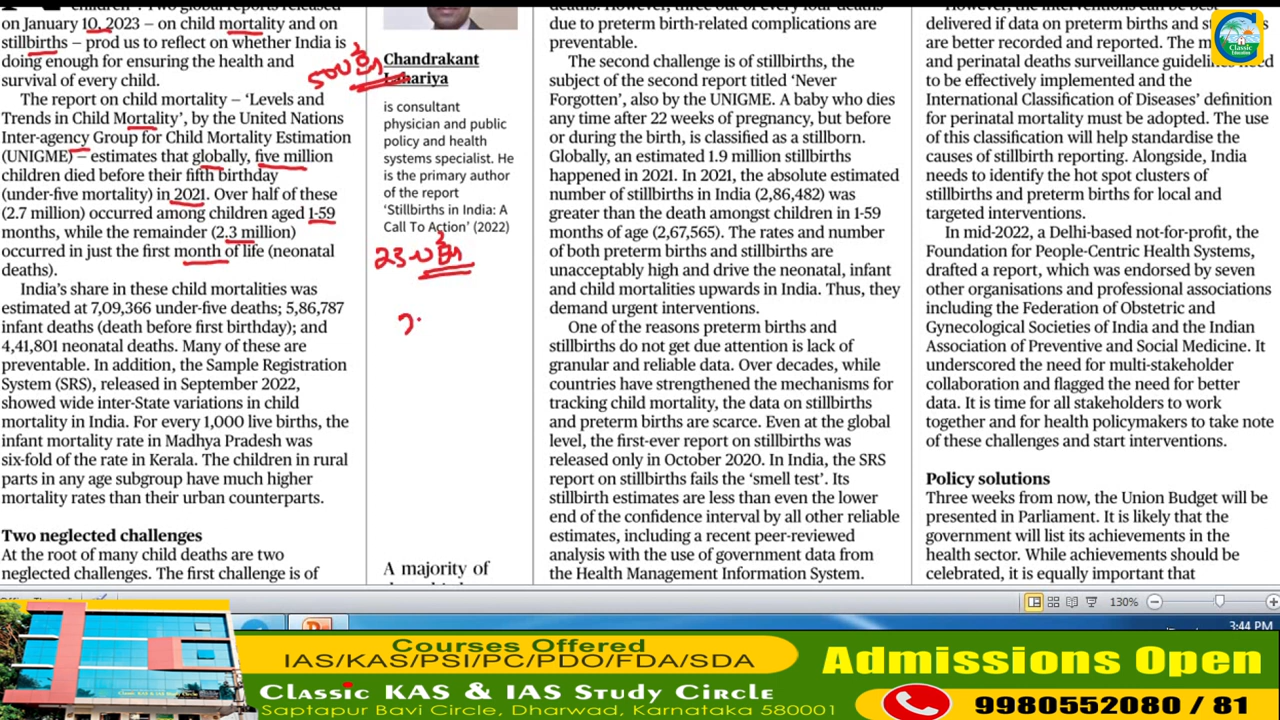 children? Two global reports released
on January 10, 2023 – on child mortality and on
stillbirths – prod us to reflect on whether India is
doing enough for ensuring the health and
survival of every child.
The report on child mortality – ‘Levels and
Trends in Child Mortality’, by the United Nations
Inter-agency Group for Child Mortality Estimation
(UNIGME) – estimates that globally, five million
children died before their fifth birthday
(under-five mortality) in 2021. Over half of these
(2.7 million) occurred among children aged 1-59
months, while the remainder (2.3 million)
occurred in just the first month of life (neonatal
deaths).
India’s share in these child mortalities was
estimated at 7,09,366 under-five deaths; 5,86,787
infant deaths (death before first birthday); and
4,41,801 neonatal deaths. Many of these are
preventable. In addition, the Sample Registration
System (SRS), released in September 2022,
showed wide inter-State variations in child
mortality in India. For every 1,000 live births, the
infant mortality rate in Madhya Pradesh was
six-fold of the rate in Kerala. The children in rural
parts in any age subgroup have much higher
mortality rates than their urban counterparts.
Two neglected challenges
At the root of many child deaths are two
neglected challenges. The first challenge is of
Chandrakant
Lahariya
is consultant
physician and public
policy and health
systems specialist. He
is the primary author
of the report
‘Stillbirths in India: A
Call To Action’ (2022)
A majority of
deaths. However, three out of every four deaths
due to preterm birth-related complications are
preventable.
The second challenge is of stillbirths, the
subject of the second report titled ‘Never
Forgotten’, also by the UNIGME. A baby who dies
any time after 22 weeks of pregnancy, but before
or during the birth, is classified as a stillborn.
Globally, an estimated 1.9 million stillbirths
happened in 2021. In 2021, the absolute estimated
number of stillbirths in India (2,86,482) was
greater than the death amongst children in 1-59
months of age (2,67,565). The rates and number
of both preterm births and stillbirths are
unacceptably high and drive the neonatal, infant
and child mortalities upwards in India. Thus, they
demand urgent interventions.
One of the reasons preterm births and
stillbirths do not get due attention is lack of
granular and reliable data. Over decades, while
countries have strengthened the mechanisms for
tracking child mortality, the data on stillbirths
and preterm births are scarce. Even at the global
level, the first-ever report on stillbirths was
released only in October 2020. In India, the SRS
report on stillbirths fails the ‘smell test’. Its
stillbirth estimates are less than even the lower
end of the confidence interval by all other reliable
estimates, including a recent peer-reviewed
analysis with the use of government data from
the Health Management Information System.
However, the interventions can be best
delivered if data on preterm births and
are better recorded and reported. The
and perinatal deaths surveillance guidelines need
to be effectively implemented and the
International Classification of Diseases’ definition
for perinatal mortality must be adopted. The use
of this classification will help standardise the
causes of stillbirth reporting. Alongside, India
needs to identify the hot spot clusters of
stillbirths and preterm births for local and
targeted interventions.
In mid-2022, a Delhi-based not-for-profit, the
Foundation for People-Centric Health Systems,
drafted a report, which was endorsed by seven
other organisations and professional associations
including the Federation of Obstetric and
Gynecological Societies of India and the Indian
Association of Preventive and Social Medicine. It
underscored the need for multi-stakeholder
collaboration and flagged the need for better
data. It is time for all stakeholders to work
together and for health policymakers to take note
of these challenges and start interventions.
Policy solutions
Three weeks from now, the Union Budget will be
presented in Parliament. It is likely that the
government will list its achievements in the
health sector. While achievements should be
celebrated, it is equally important that
Classic
Education
130%
3:44 PM
Courses Offered
IAS/KAS/PSI/PC/PDO/FDA/SDA
Classic KAS & IAS Study Circle
Saptapur Bavi Circle, Dharwad, Karnataka 580001
Admissions Open
9980552080 / 81